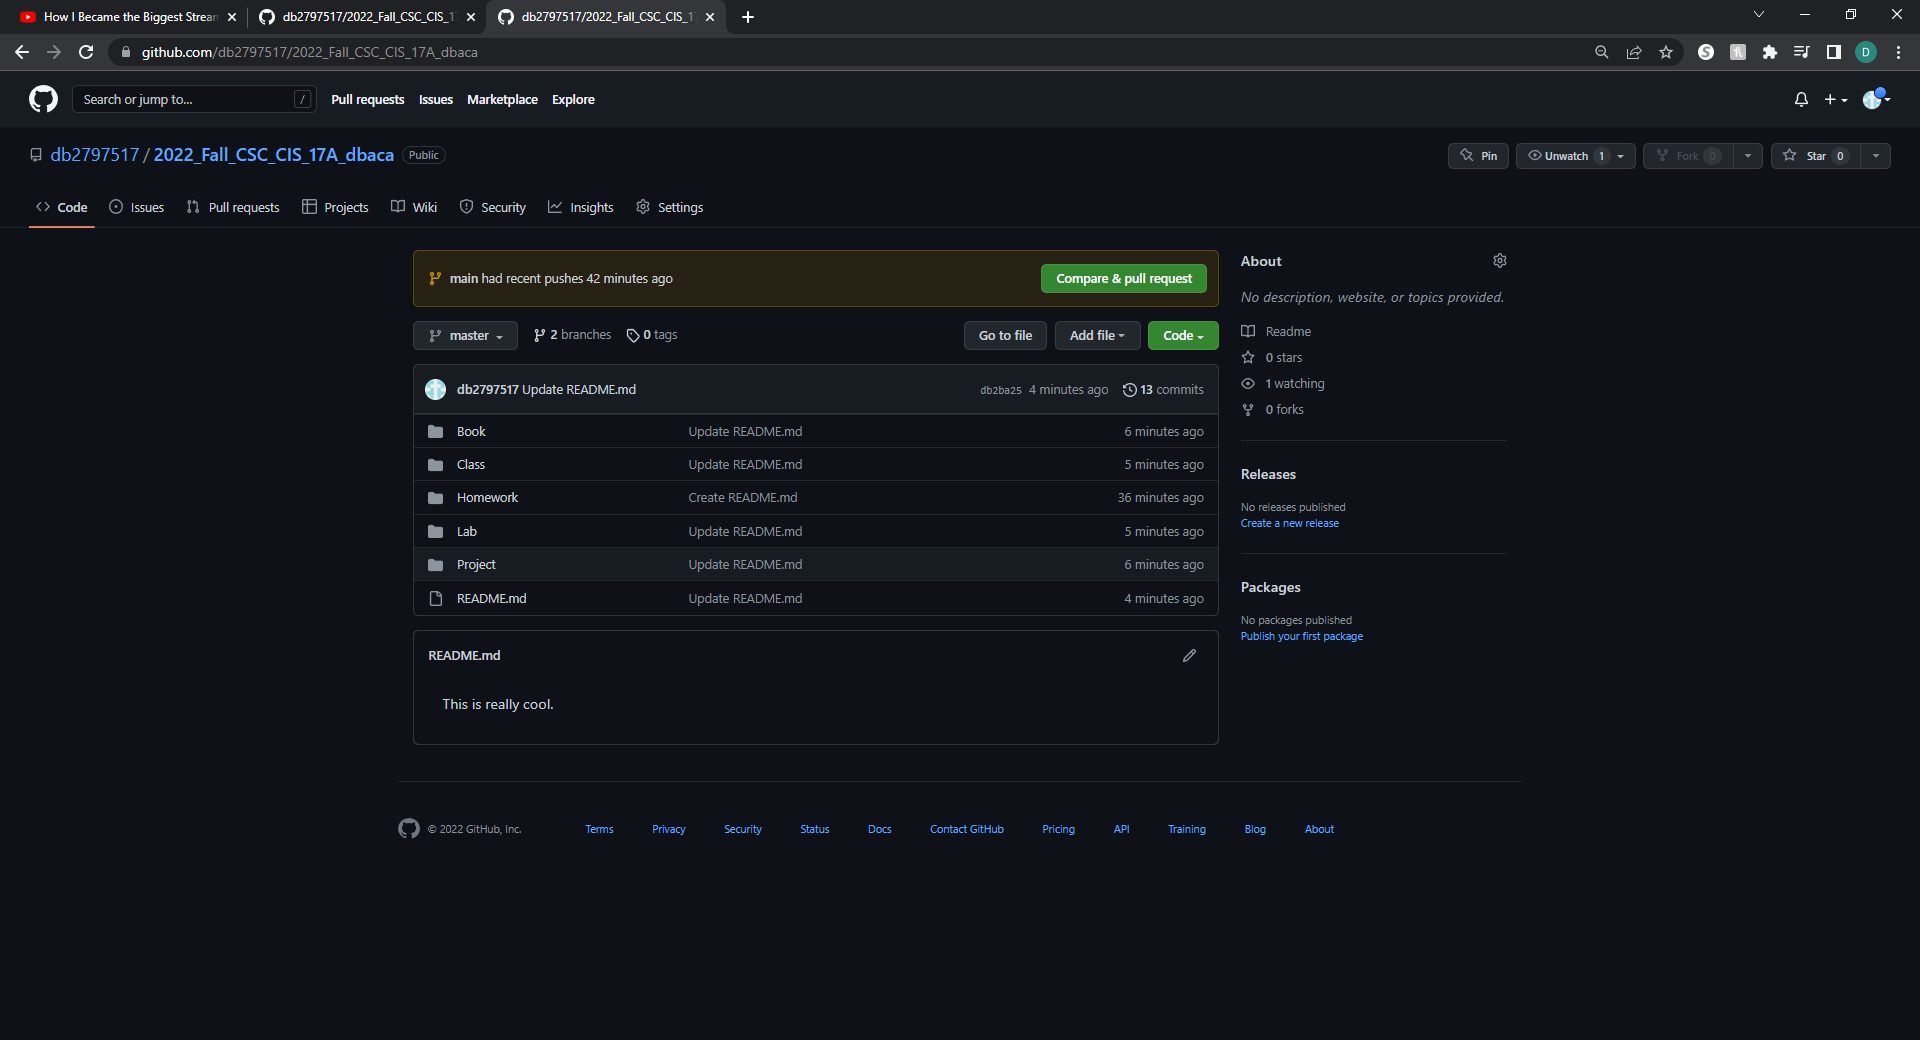 How I Became the Biggest Strean
db2797517/2022_Fall_CSC_CIS_17
db2797517/2022_Fall_CSC_CIS_17
github.com/db2797517/2022_Fall_CSC_CIS_17A_dbaca
D
Search or jump to...
/
Pull requests
Issues
Marketplace
Explore
db2797517 / 2022_Fall_CSC_CIS_17A_dbaca Public
Pin
Unwatch 1
Fork 0
Star 0
Code
Issues
Pull requests
Projects
Wiki
Security
Insights
Settings
main had recent pushes 42 minutes ago
Compare & pull request
master
2 branches
0 tags
Go to file
Add file
Code
db2797517 Update README.md db2ba25 4 minutes ago 13 commits
Book Update README.md 6 minutes ago
Class Update README.md 5 minutes ago
Homework Create README.md 36 minutes ago
Lab Update README.md 5 minutes ago
Project Update README.md 6 minutes ago
README.md Update README.md 4 minutes ago
README.md
This is really cool.
About
No description, website, or topics provided.
Readme
0 stars
1 watching
0 forks
Releases
No releases published
Create a new release
Packages
No packages published
Publish your first package
© 2022 GitHub, Inc.
Terms
Privacy
Security
Status
Docs
Contact GitHub
Pricing
API
Training
Blog
About